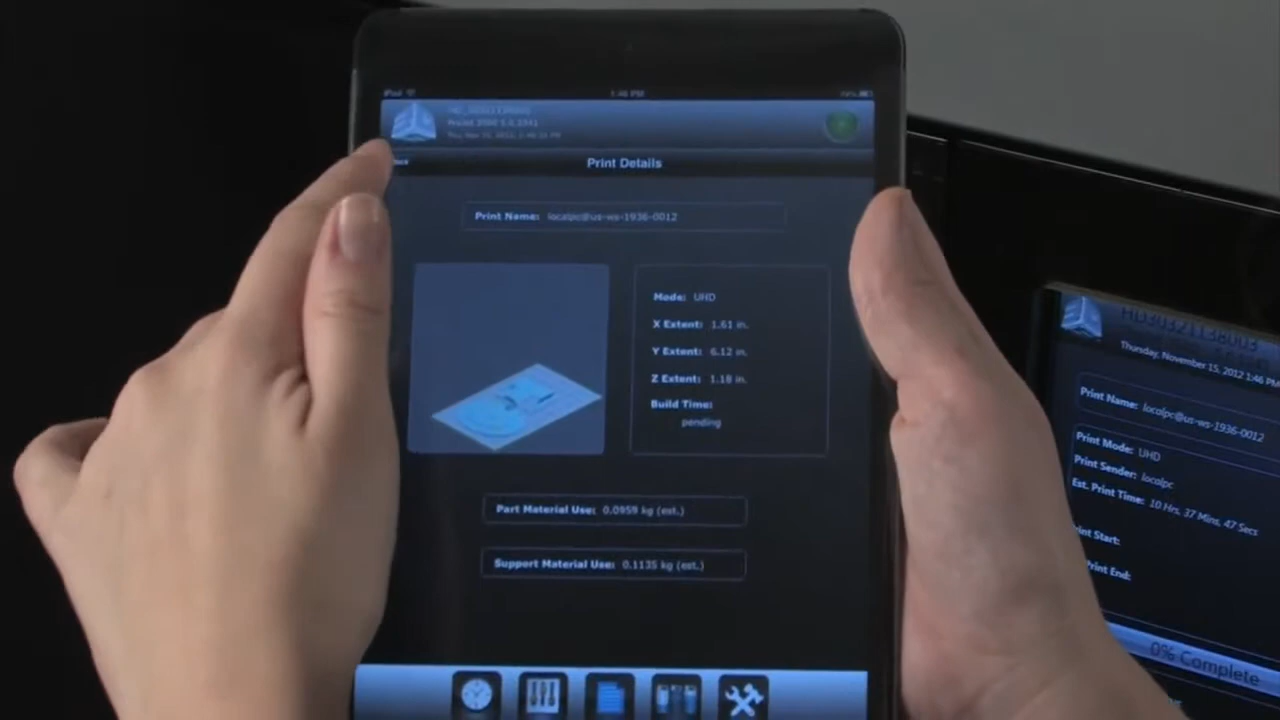 iPad
1:46 PM
Print Details
Print Name: localpc@us-ws-1936-0012
Mode: UHD
X Extent: 1.61 in.
Y Extent: 6.12 in.
Z Extent: 1.18 in.
Build Time:
pending
Part Material Use: 0.0959 kg (est.)
Support Material Use: 0.1135 kg (est.)
HD30321138003
Thursday, November 15, 2012 1:46 PM
Print Name: localpc@us-ws-1936-0012
Print Mode: UHD
Print Sender: localpc
Est. Print Time: 10 Hrs, 37 Mins, 47 Secs
int Start:
Print End:
0% Complete